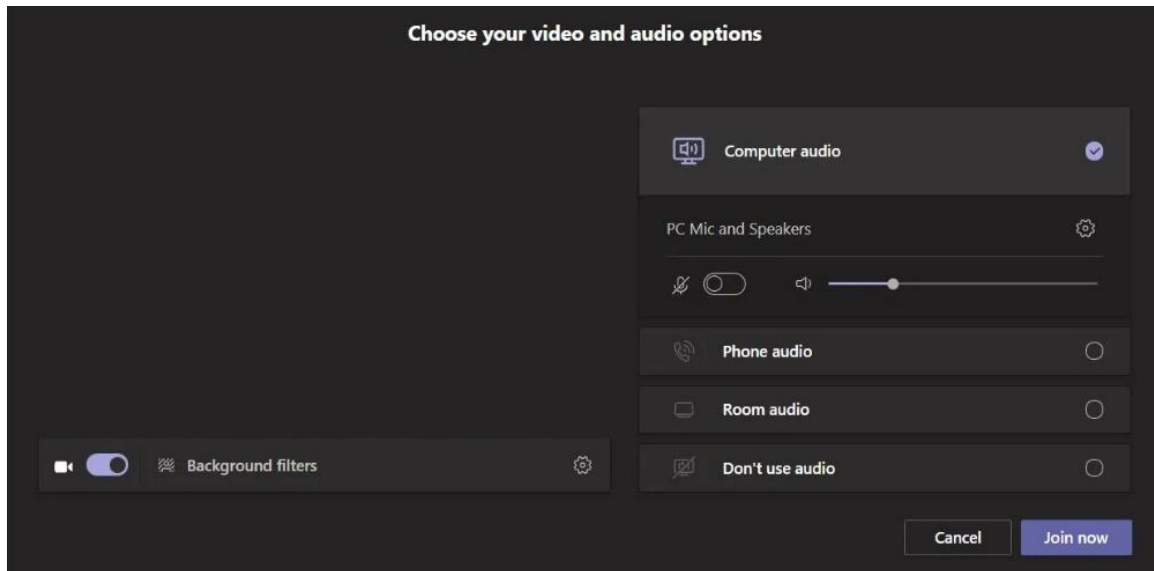 Choose your video and audio options
Computer audio
PC Mic and Speakers
Phone audio
Room audio
Background filters
Don't use audio
Cancel
Join now